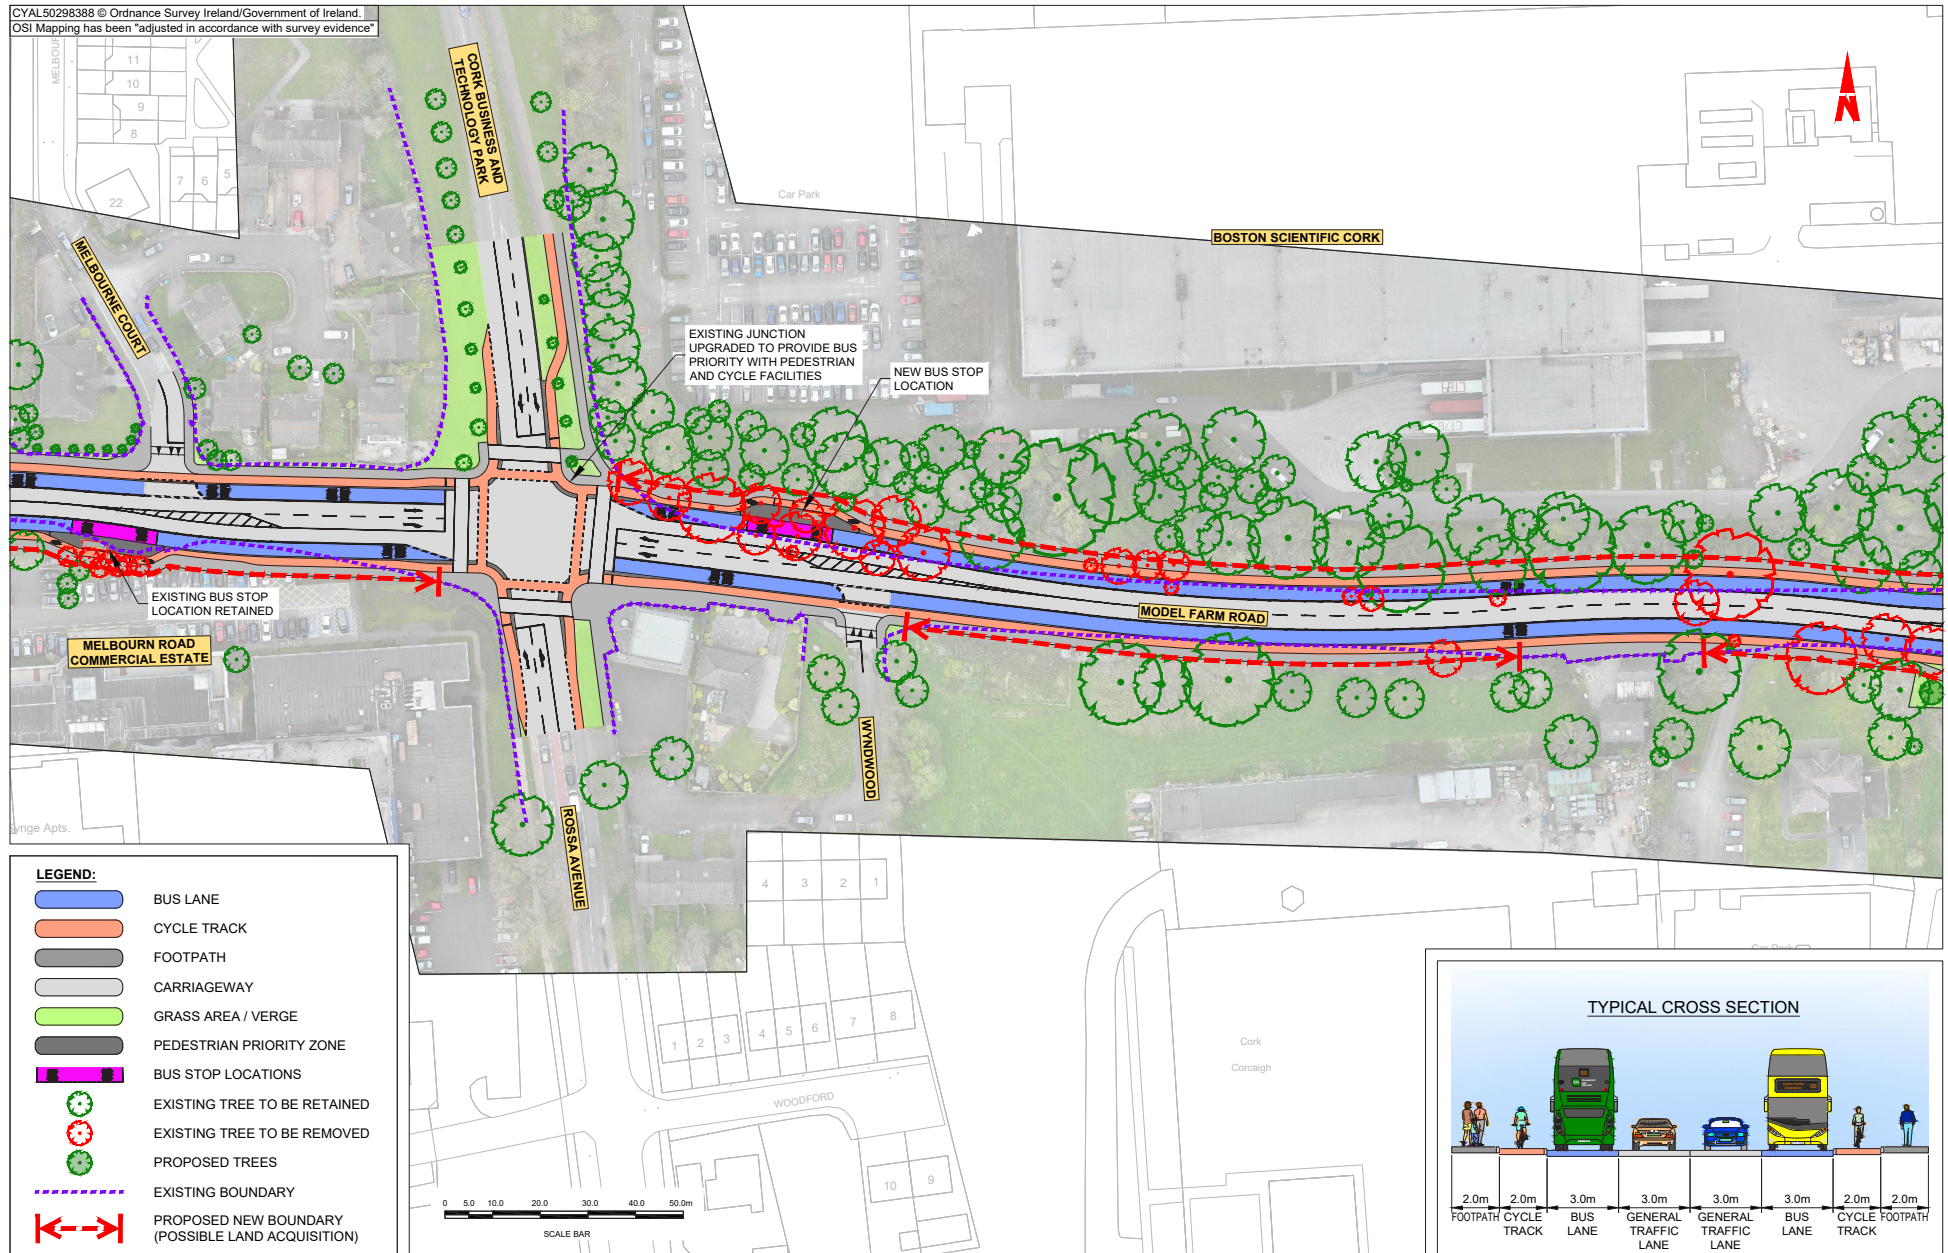 CYAL50298388 © Ordnance Survey Ireland/Government of Ireland.
OSI Mapping has been "adjusted in accordance with survey evidence"
11
10
9
8
7
6
5
22
MELBOURNE COURT
CORK BUSINESS AND
TECHNOLOGY PARK
Car Park
BOSTON SCIENTIFIC CORK
EXISTING JUNCTION
UPGRADED TO PROVIDE BUS
PRIORITY WITH PEDESTRIAN
AND CYCLE FACILITIES
NEW BUS STOP
LOCATION
EXISTING BUS STOP
LOCATION RETAINED
MELBOURN ROAD
COMMERCIAL ESTATE
MODEL FARM ROAD
WYNDWOOD
ROSSA AVENUE
ynge Apts.
4
3
2
1
1
2
3
4
5
6
7
8
WOODFORD
10
9
Cork
Corcaigh
Car Park
LEGEND:
BUS LANE
CYCLE TRACK
FOOTPATH
CARRIAGEWAY
GRASS AREA / VERGE
PEDESTRIAN PRIORITY ZONE
BUS STOP LOCATIONS
EXISTING TREE TO BE RETAINED
EXISTING TREE TO BE REMOVED
PROPOSED TREES
EXISTING BOUNDARY
PROPOSED NEW BOUNDARY
(POSSIBLE LAND ACQUISITION)
0 5.0 10.0 20.0 30.0 40.0 50.0m
SCALE BAR
TYPICAL CROSS SECTION
2.0m 2.0m 3.0m 3.0m 3.0m 3.0m 2.0m 2.0m
FOOTPATH CYCLE TRACK BUS LANE GENERAL TRAFFIC LANE GENERAL TRAFFIC LANE BUS LANE CYCLE TRACK FOOTPATH